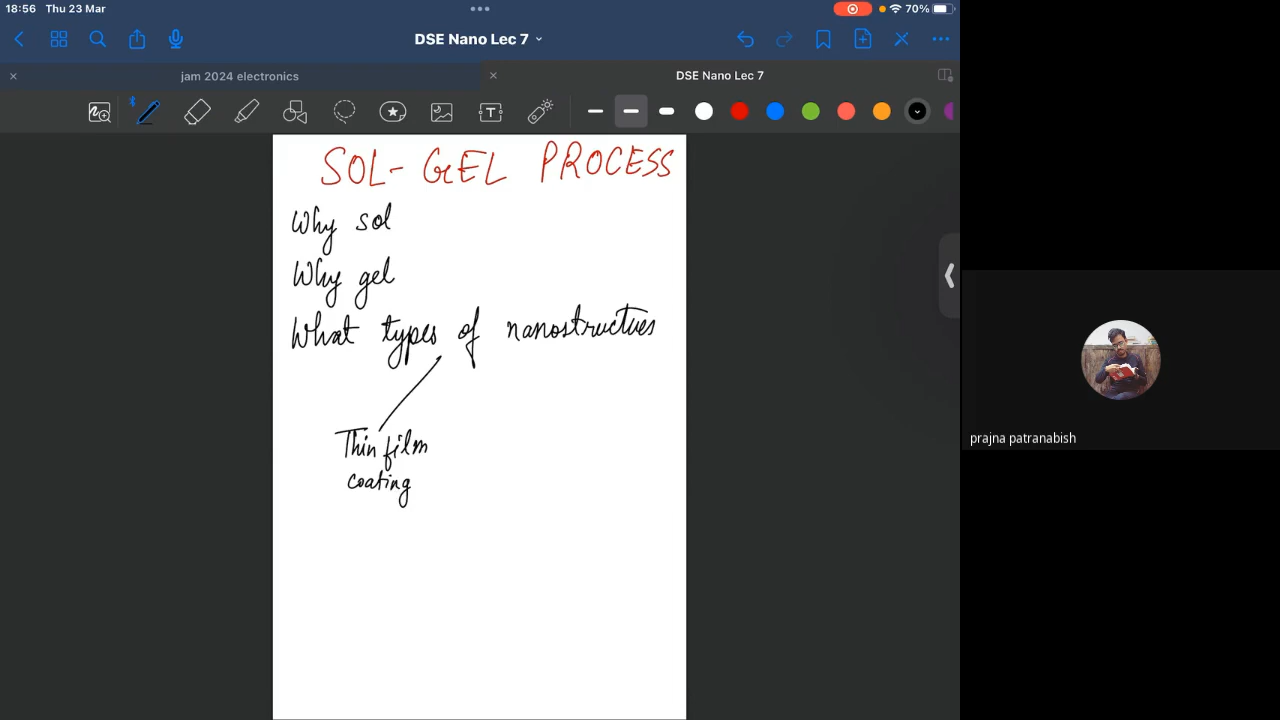 18:56 Thu 23 Mar
70%
DSE Nano Lec 7
jam 2024 electronics
DSE Nano Lec 7
SOL-GEL PROCESS
Why sol
Why gel
What types of nanostructues
Thin film
coating
prajna patranabish